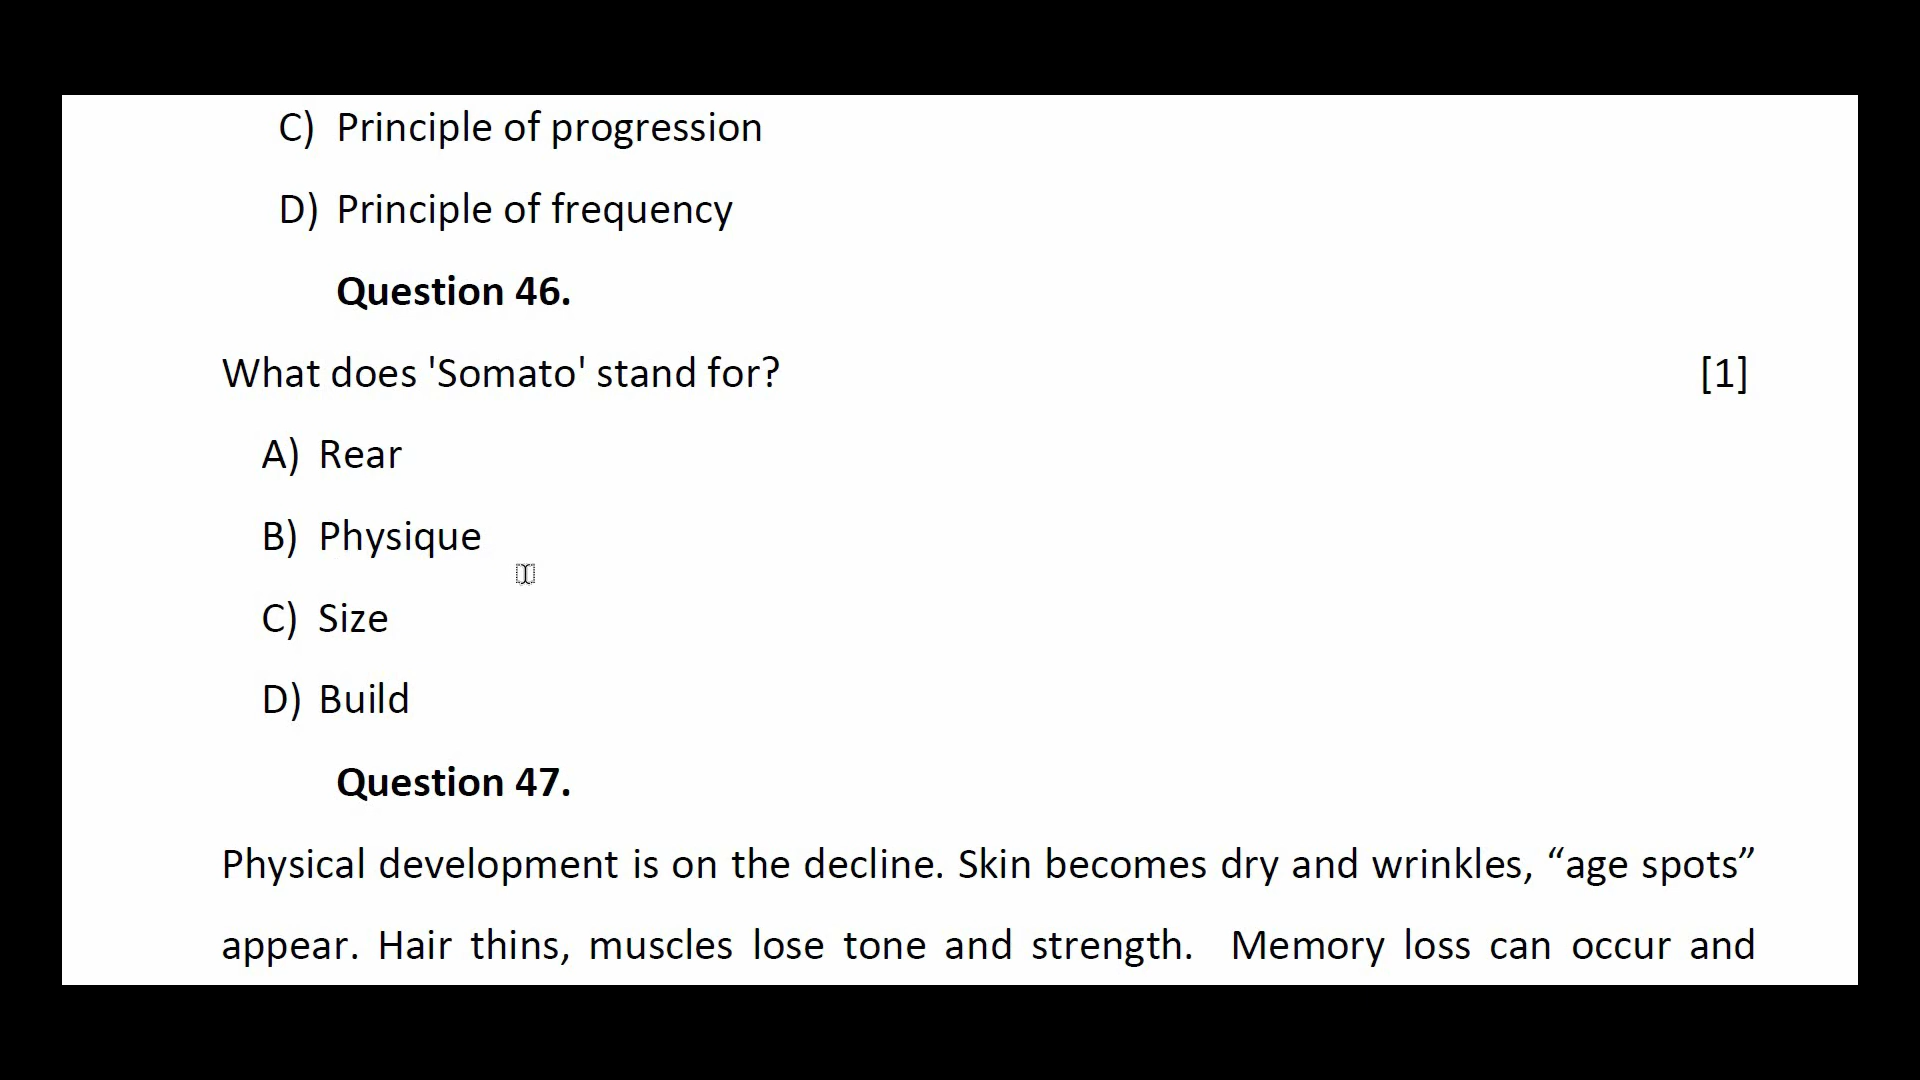 C) Principle of progression
D) Principle of frequency
Question 46.
What does 'Somato' stand for? [1]
A) Rear
B) Physique
C) Size
D) Build
Question 47.
Physical development is on the decline. Skin becomes dry and wrinkles, “age spots”
appear. Hair thins, muscles lose tone and strength. Memory loss can occur and